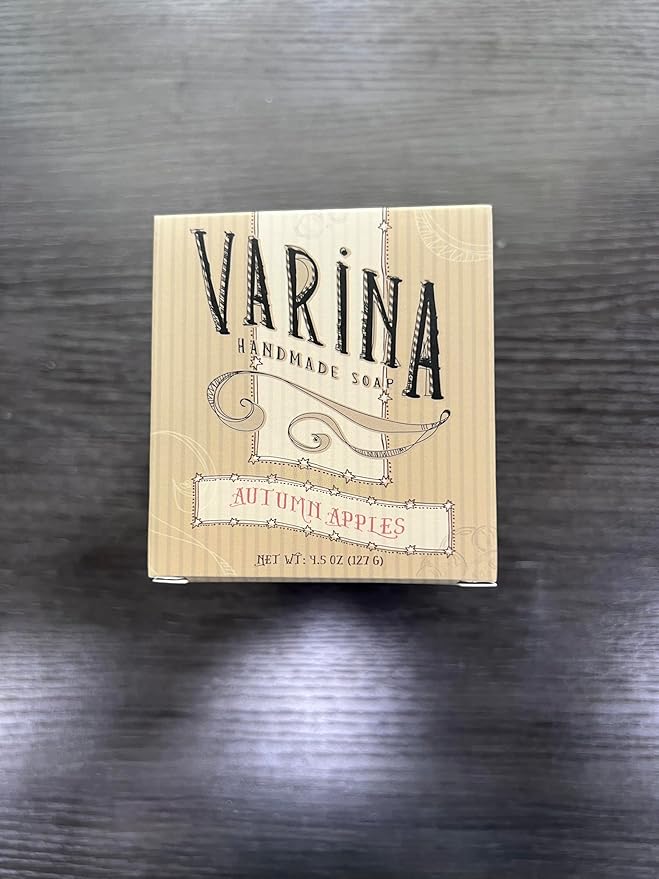 VARiNA
HANDMADE SOAP
AUTUMN APPLES
NET WT: 4.5 OZ (127 G)